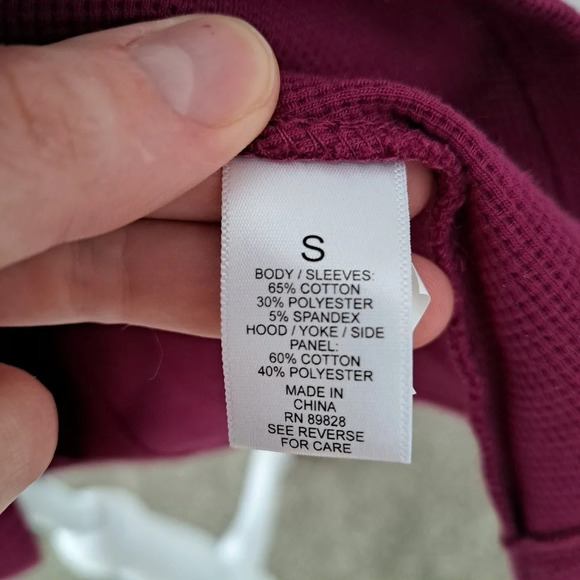 S
BODY / SLEEVES:
65% COTTON
30% POLYESTER
5% SPANDEX
HOOD / YOKE / SIDE
PANEL:
60% COTTON
40% POLYESTER
MADE IN
CHINA
RN 89828
SEE REVERSE
FOR CARE